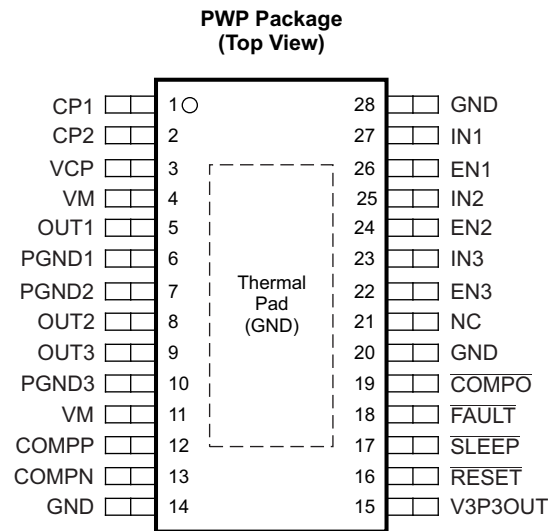 PWP Package
(Top View)
CP1 1 28 GND
CP2 2 27 IN1
VCP 3 26 EN1
VM 4 25 IN2
OUT1 5 24 EN2
PGND1 6 23 IN3
PGND2 7 22 EN3
OUT2 8 21 NC
OUT3 9 20 GND
PGND3 10 19 COMPO
VM 11 18 FAULT
COMPP 12 17 SLEEP
COMPN 13 16 RESET
GND 14 15 V3P3OUT
Thermal
Pad
(GND)